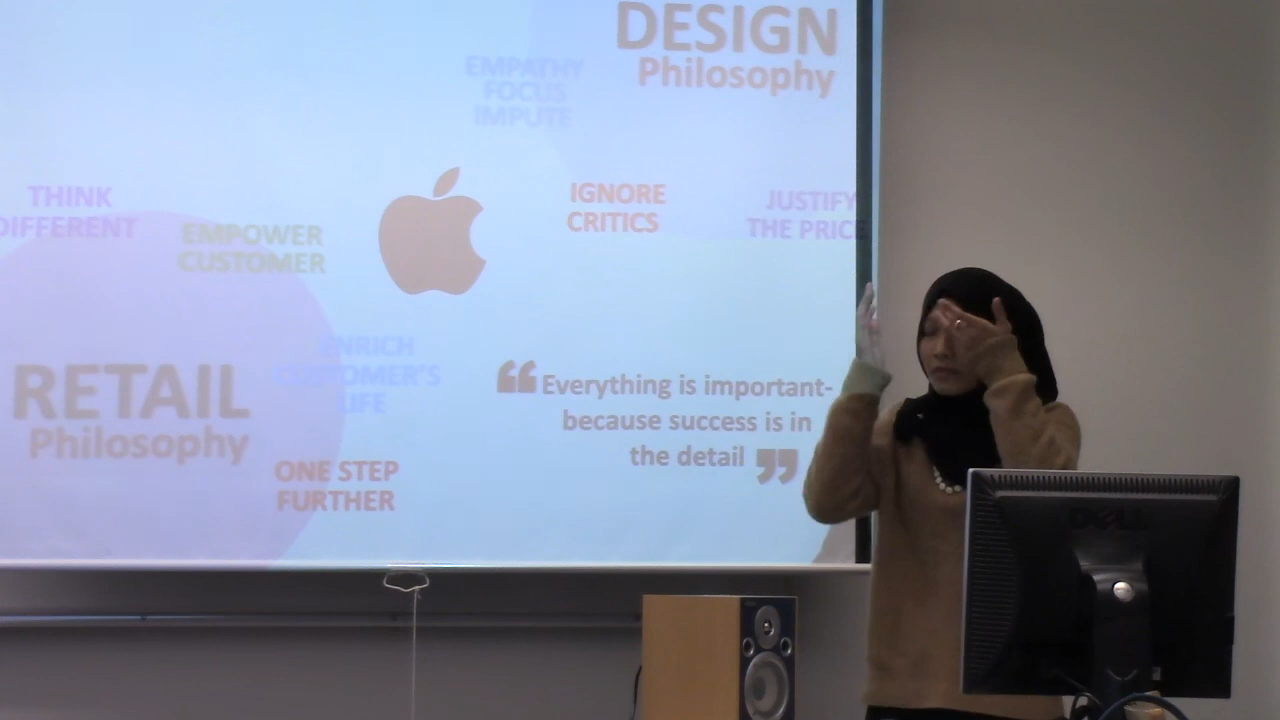 DESIGN
Philosophy
EMPATHY
FOCUS
IMPUTE
THINK
DIFFERENT
EMPOWER
CUSTOMER
IGNORE
CRITICS
JUSTIFY
THE PRICE
ENRICH
CUSTOMER'S
LIFE
RETAIL
Philosophy
ONE STEP
FURTHER
❝Everything is important-
because success is in
the detail❞
DELL